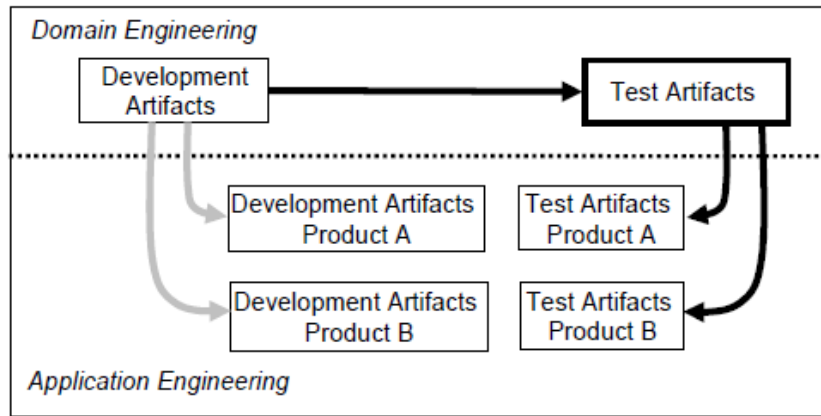 Domain Engineering
Development
Artifacts
Test Artifacts
Development Artifacts
Product A
Test Artifacts
Product A
Development Artifacts
Product B
Test Artifacts
Product B
Application Engineering